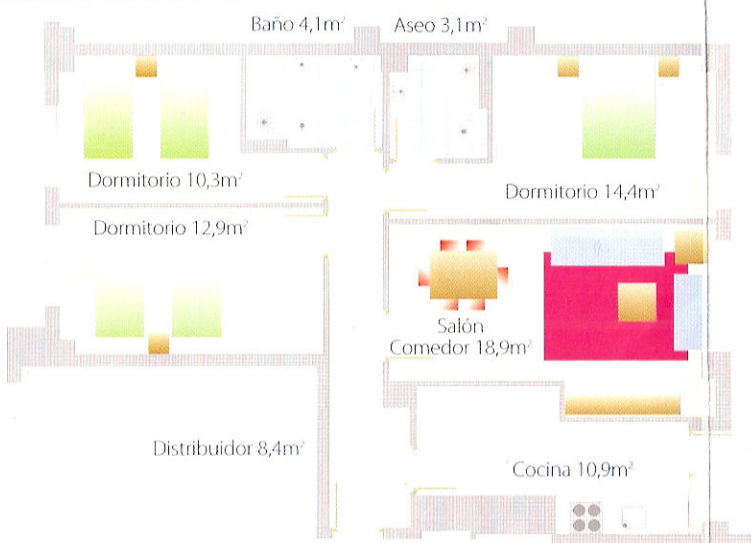 Baño 4,1m²
Aseo 3,1m²
Dormitorio 10,3m²
Dormitorio 14,4m²
Dormitorio 12,9m²
Salón
Comedor 18,9m²
Distribuidor 8,4m²
Cocina 10,9m²